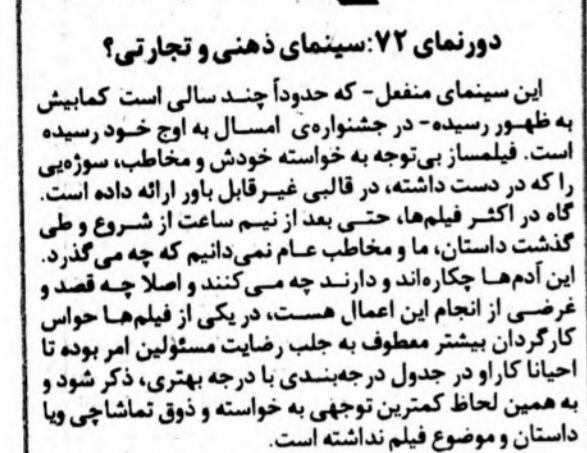 دورنمای ۷۲: سینمای ذهنی و تجارتی؟
این سینمای منفعل- که حدوداً چند سالی است کمابیش
به ظهور رسیده- در جشنواره‌ی امسال به اوج خود رسیده
است. فیلمساز بی‌توجه به خواسته خودش و مخاطب، سوژه‌یی
را که در دست داشته، در قالبی غیرقابل باور ارائه داده است.
گاه در اکثر فیلم‌ها، حتی بعد از نیم ساعت از شروع و طی
گذشت داستان، ما و مخاطب عام نمی‌دانیم که چه می‌گذرد.
این آدم‌ها چکاره‌اند و دارند چه می‌کنند و اصلا چه قصد و
غرضی از انجام این اعمال هست، در یکی از فیلم‌ها حواس
کارگردان بیشتر معطوف به جلب رضایت مسئولین امر بوده تا
احیانا کاراو در جدول درجه‌بندی با درجه بهتری، ذکر شود و
به همین لحاظ کمترین توجهی به خواسته و ذوق تماشاچی ویا
داستان و موضوع فیلم نداشته است.